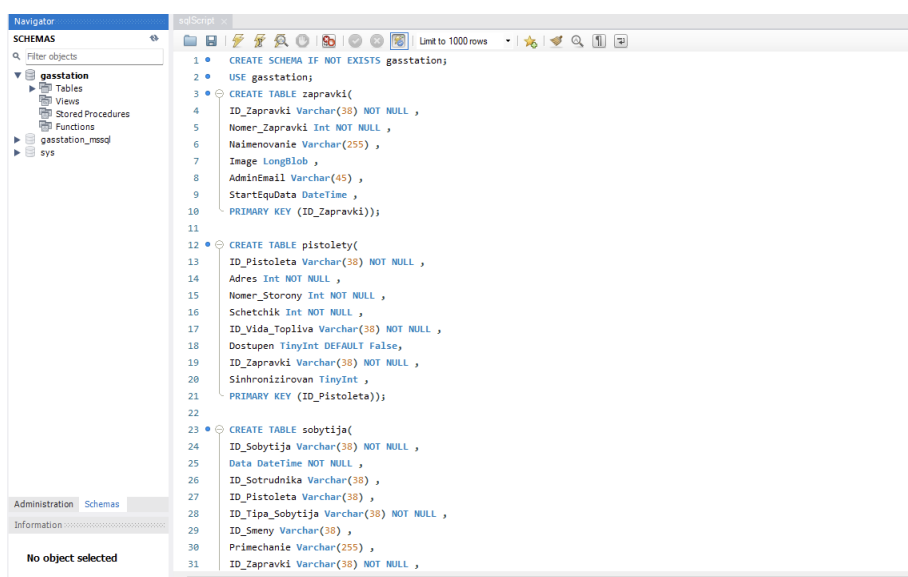 Navigator
SCHEMAS
Filter objects
gasstation
Tables
Views
Stored Procedures
Functions
gasstation_mssql
sys
Administration Schemas
Information
No object selected
sqlScript ×
Limit to 1000 rows
1 CREATE SCHEMA IF NOT EXISTS gasstation;
2 USE gasstation;
3 CREATE TABLE zapravki(
4 ID_Zapravki Varchar(38) NOT NULL ,
5 Nomer_Zapravki Int NOT NULL ,
6 Naimenovanie Varchar(255) ,
7 Image LongBlob ,
8 AdminEmail Varchar(45) ,
9 StartEquData DateTime ,
10 PRIMARY KEY (ID_Zapravki));
11
12 CREATE TABLE pistolety(
13 ID_Pistoleta Varchar(38) NOT NULL ,
14 Adres Int NOT NULL ,
15 Nomer_Storony Int NOT NULL ,
16 Schetchik Int NOT NULL ,
17 ID_Vida_Topliva Varchar(38) NOT NULL ,
18 Dostupen TinyInt DEFAULT False,
19 ID_Zapravki Varchar(38) NOT NULL ,
20 Sinhronizirovan TinyInt ,
21 PRIMARY KEY (ID_Pistoleta));
22
23 CREATE TABLE sobytija(
24 ID_Sobytija Varchar(38) NOT NULL ,
25 Data DateTime NOT NULL ,
26 ID_Sotrudnika Varchar(38) ,
27 ID_Pistoleta Varchar(38) ,
28 ID_Tipa_Sobytija Varchar(38) NOT NULL ,
29 ID_Smeny Varchar(38) ,
30 Primechanie Varchar(255) ,
31 ID_Zapravki Varchar(38) NOT NULL ,